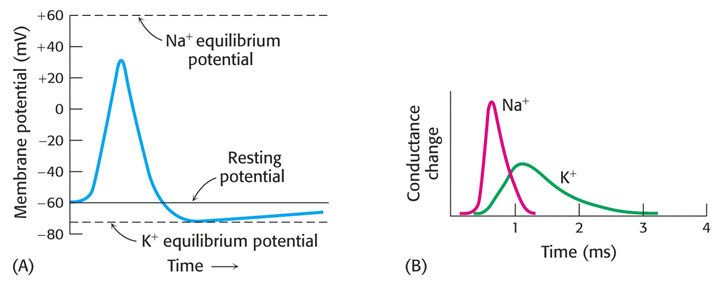 Membrane potential (mV)
+60
+40
+20
0
−20
−40
−60
−80
Na⁺ equilibrium
potential
Resting
potential
K⁺ equilibrium potential
Time →
(A)
Conductance
change
Na⁺
K⁺
1
2
3
4
Time (ms)
(B)